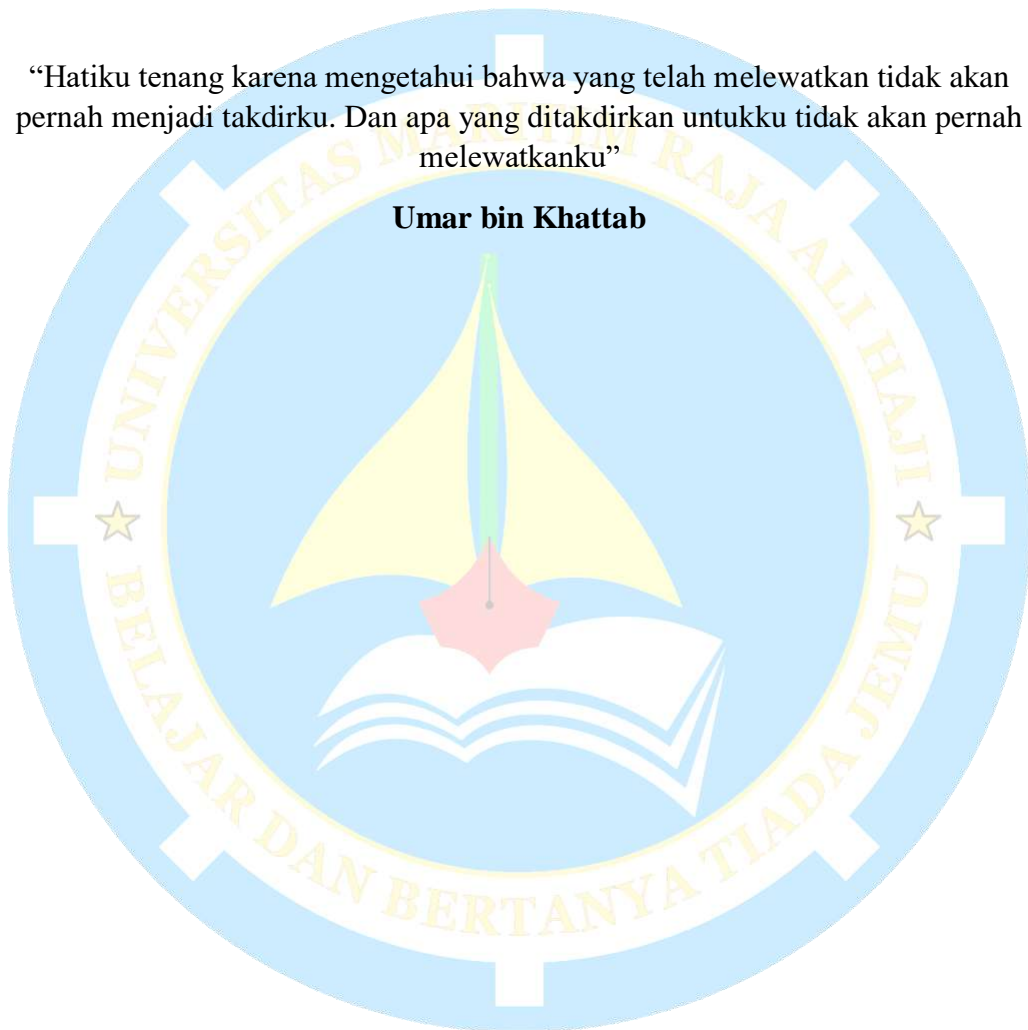 “Hatiku tenang karena mengetahui bahwa yang telah melewatkan tidak akan
pernah menjadi takdirku. Dan apa yang ditakdirkan untukku tidak akan pernah
melewatkanku”
Umar bin Khattab
UNIVERSITAS MARITIM RAJA ALI HAJI
BELAJAR DAN BERTANYA TIADA JEMU